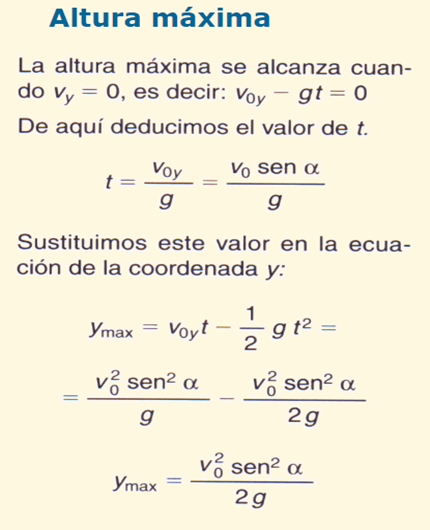 Altura máxima
La altura máxima se alcanza cuan-
do v_y = 0, es decir: v_0y − gt = 0
De aquí deducimos el valor de t.
t = v_0y / g = v_0 sen α / g
Sustituimos este valor en la ecua-
ción de la coordenada y:
y_max = v_0y t − 1/2 g t² =
= v_0² sen² α / g − v_0² sen² α / 2g
y_max = v_0² sen² α / 2g